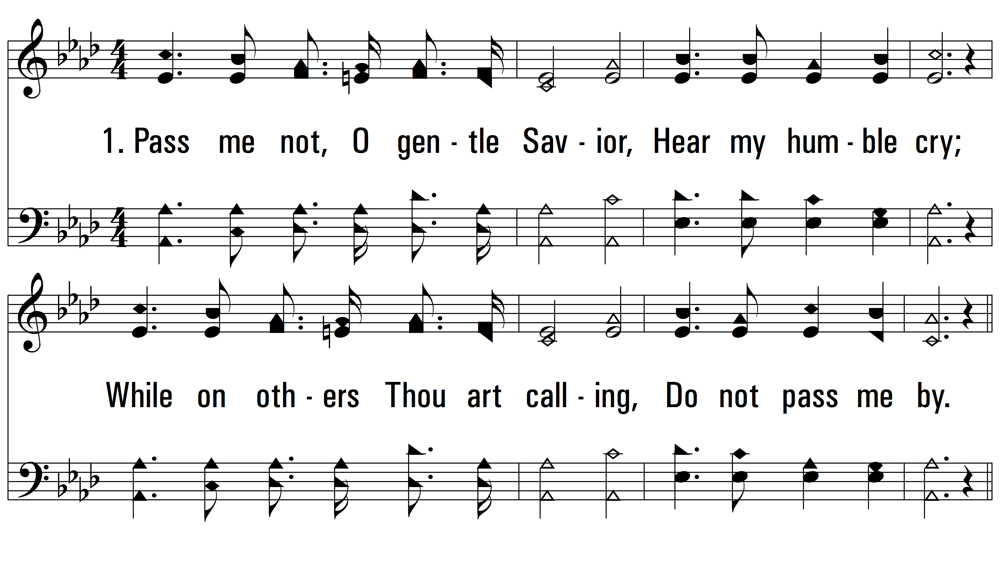 1. Pass me not, O gen - tle Sav - ior, Hear my hum - ble cry;
While on oth - ers Thou art call - ing, Do not pass me by.